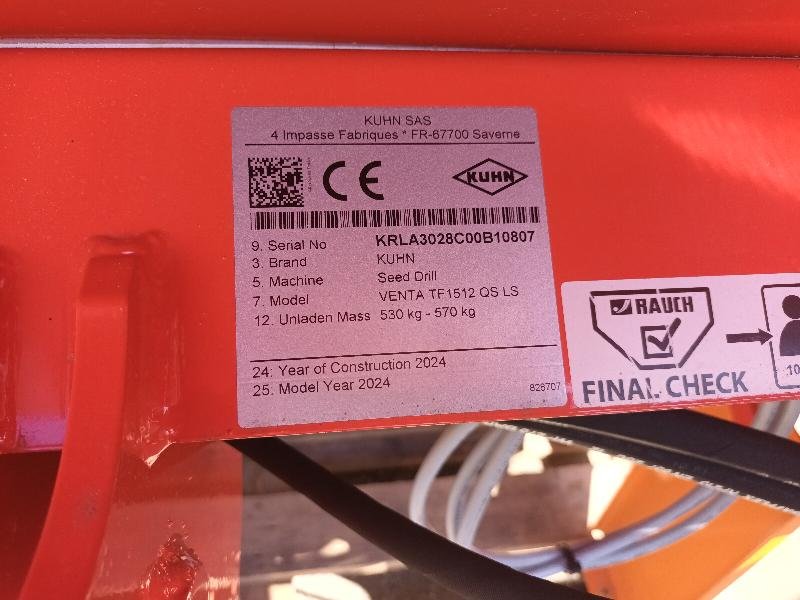 KUHN SAS
4 Impasse Fabriques * FR-67700 Saverne
CE
KUHN
9. Serial No KRLA3028C00B10807
3. Brand KUHN
5. Machine Seed Drill
7. Model VENTA TF1512 QS LS
12. Unladen Mass 530 kg - 570 kg
24: Year of Construction 2024
25: Model Year 2024
828707
RAUCH
FINAL CHECK
10